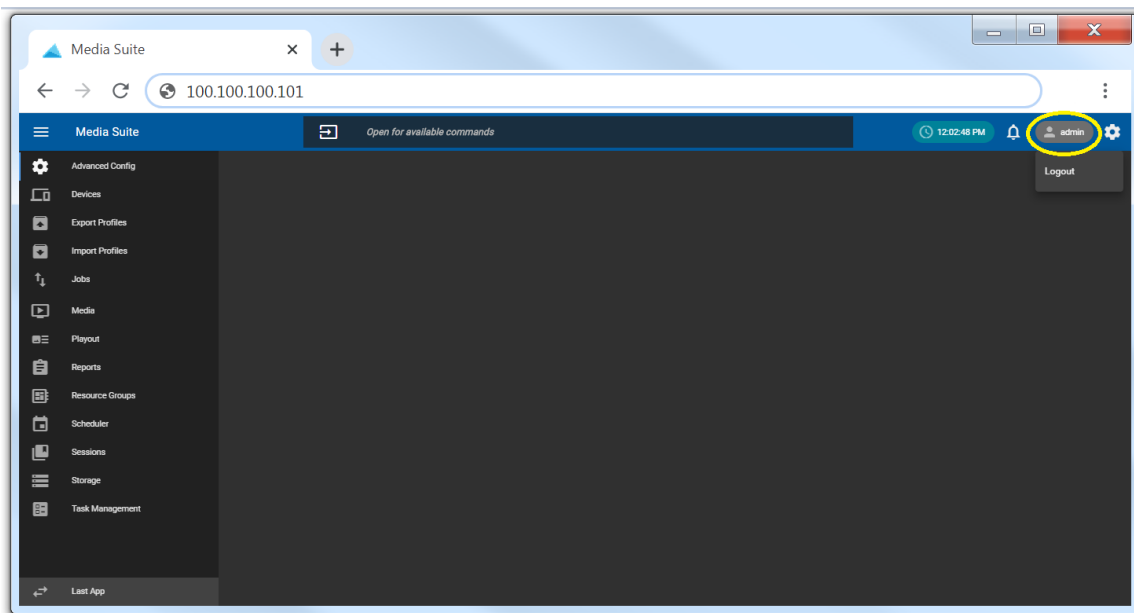 Media Suite
100.100.100.101
Media Suite
Open for available commands
12:02:48 PM
admin
Logout
Advanced Config
Devices
Export Profiles
Import Profiles
Jobs
Media
Playout
Reports
Resource Groups
Scheduler
Sessions
Storage
Task Management
Last App